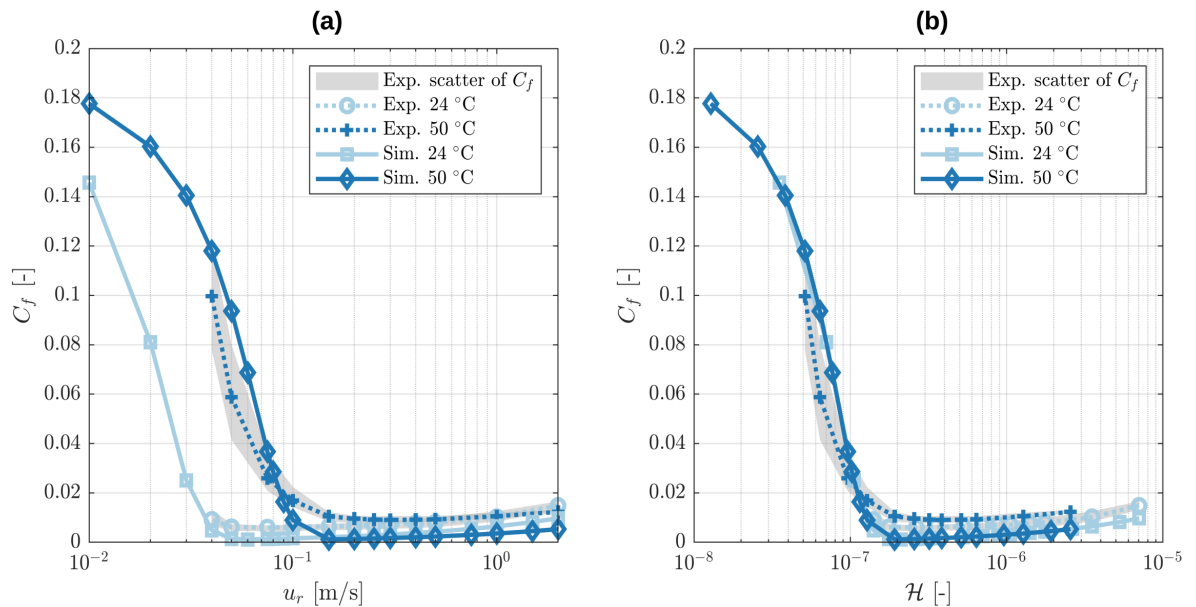 (a)
0.2
0.18
0.16
0.14
0.12
0.1
0.08
0.06
0.04
0.02
0
C_f [-]
10^{-2}
10^{-1}
10^0
u_r [m/s]
Exp. scatter of C_f
Exp. 24 °C
Exp. 50 °C
Sim. 24 °C
Sim. 50 °C
(b)
0.2
0.18
0.16
0.14
0.12
0.1
0.08
0.06
0.04
0.02
0
C_f [-]
10^{-8}
10^{-7}
10^{-6}
10^{-5}
ℋ [-]
Exp. scatter of C_f
Exp. 24 °C
Exp. 50 °C
Sim. 24 °C
Sim. 50 °C